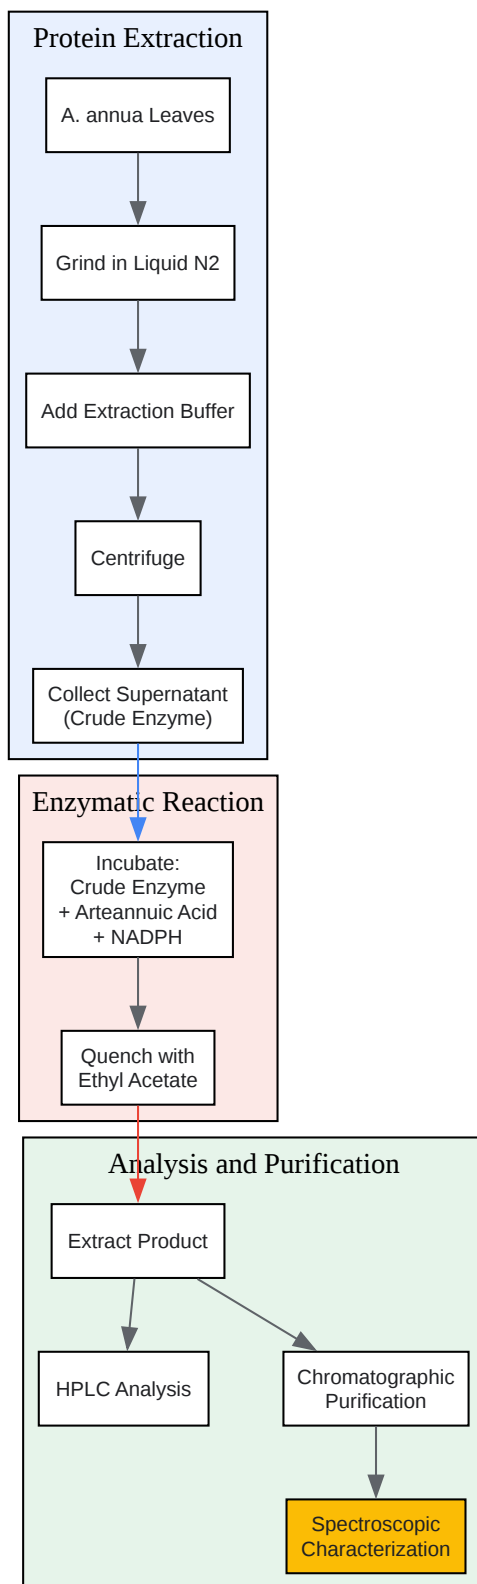 Protein Extraction
A. annua Leaves
Grind in Liquid N2
Add Extraction Buffer
Centrifuge
Collect Supernatant
(Crude Enzyme)
Enzymatic Reaction
Incubate:
Crude Enzyme
+ Arteannuic Acid
+ NADPH
Quench with
Ethyl Acetate
Analysis and Purification
Extract Product
HPLC Analysis
Chromatographic
Purification
Spectroscopic
Characterization